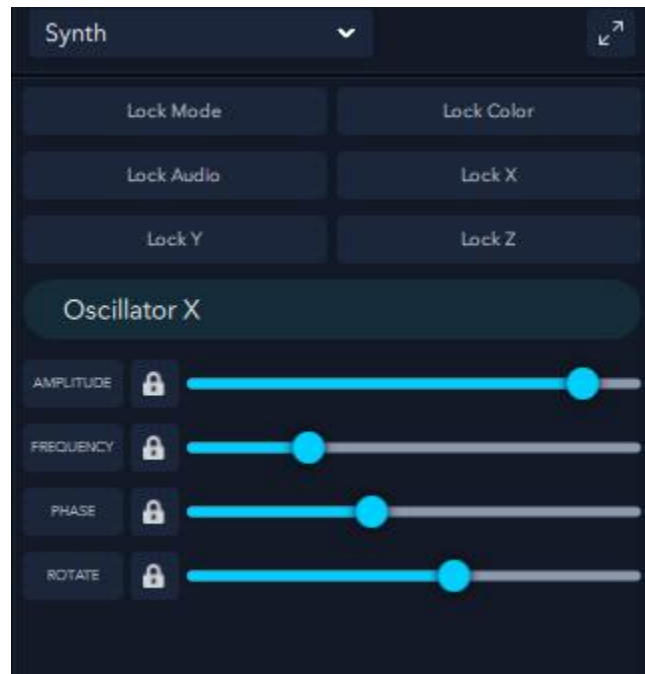 Synth
Lock Mode
Lock Color
Lock Audio
Lock X
Lock Y
Lock Z
Oscillator X
AMPLITUDE
FREQUENCY
PHASE
ROTATE